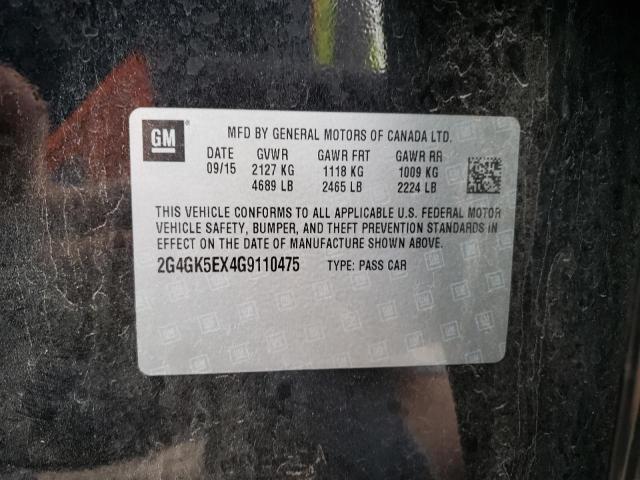 GM
MFD BY GENERAL MOTORS OF CANADA LTD.
DATE GVWR GAWR FRT GAWR RR
09/15 2127 KG 1118 KG 1009 KG
4689 LB 2465 LB 2224 LB
THIS VEHICLE CONFORMS TO ALL APPLICABLE U.S. FEDERAL MOTOR
VEHICLE SAFETY, BUMPER, AND THEFT PREVENTION STANDARDS IN
EFFECT ON THE DATE OF MANUFACTURE SHOWN ABOVE.
2G4GK5EX4G9110475 TYPE: PASS CAR